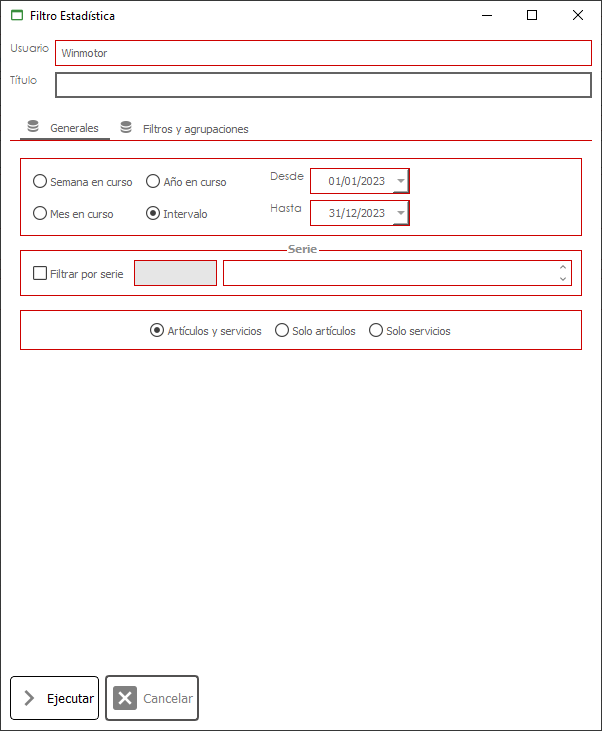 Filtro Estadística
Usuario Winmotor
Título
Generales Filtros y agrupaciones
Semana en curso Año en curso Desde 01/01/2023
Mes en curso Intervalo Hasta 31/12/2023
Serie
Filtrar por serie
Artículos y servicios Solo artículos Solo servicios
Ejecutar Cancelar